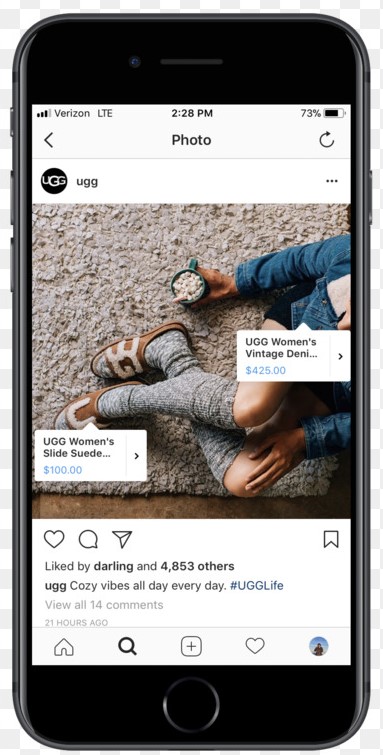 Verizon LTE 2:28 PM 73%
Photo
UGG ugg
UGG Women's
Vintage Deni...
$425.00
UGG Women's
Slide Suede...
$100.00
Liked by darling and 4,853 others
ugg Cozy vibes all day every day. #UGGLife
View all 14 comments
21 HOURS AGO